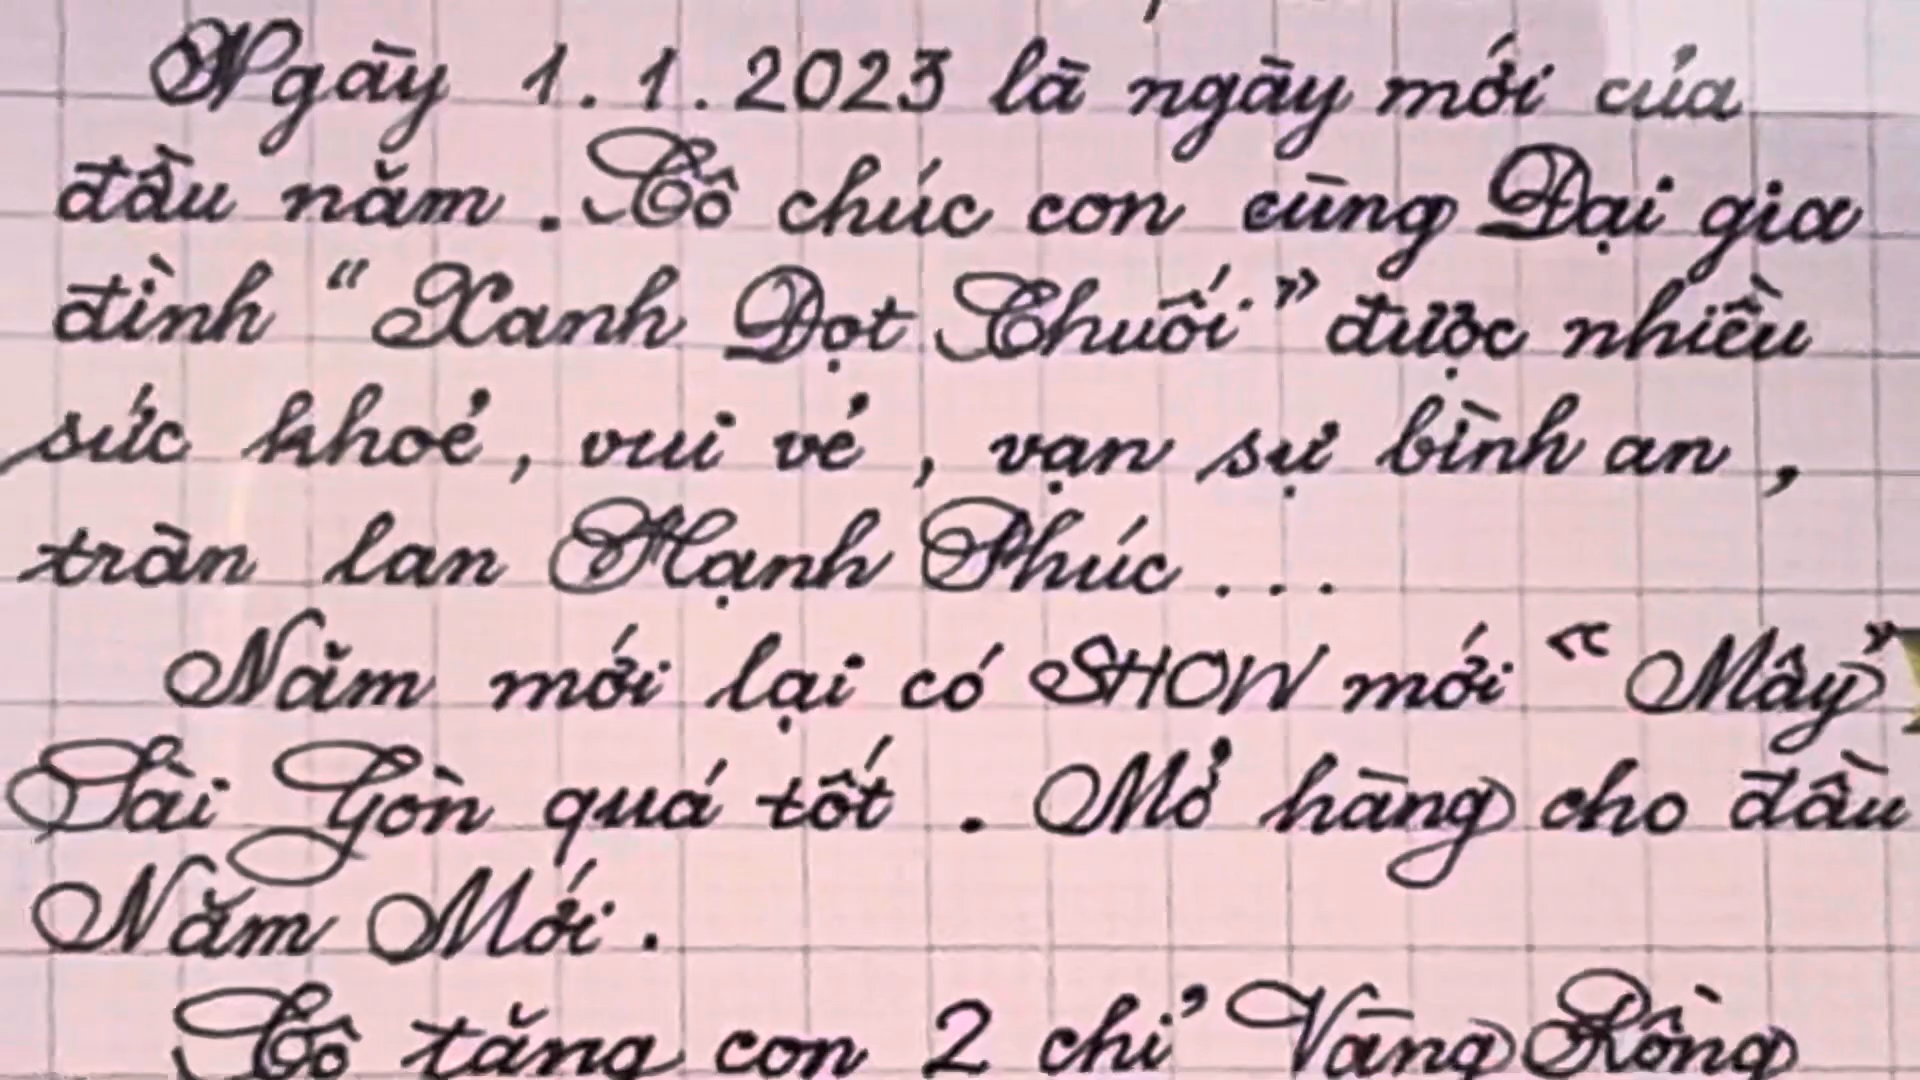 Ngày 1.1.2023 là ngày mới của
đầu năm. Cô chúc con cùng Đại gia
đình "Xanh Đọt Chuối" được nhiều
sức khoẻ, vui vẻ, vạn sự bình an,
tràn lan Hạnh Phúc...
Năm mới lại có SHOW mới "Mây"
Sài Gòn quá tốt. Mở hàng cho đầu
Năm Mới.
Cô tăng con 2 chỉ Vàng Rồng